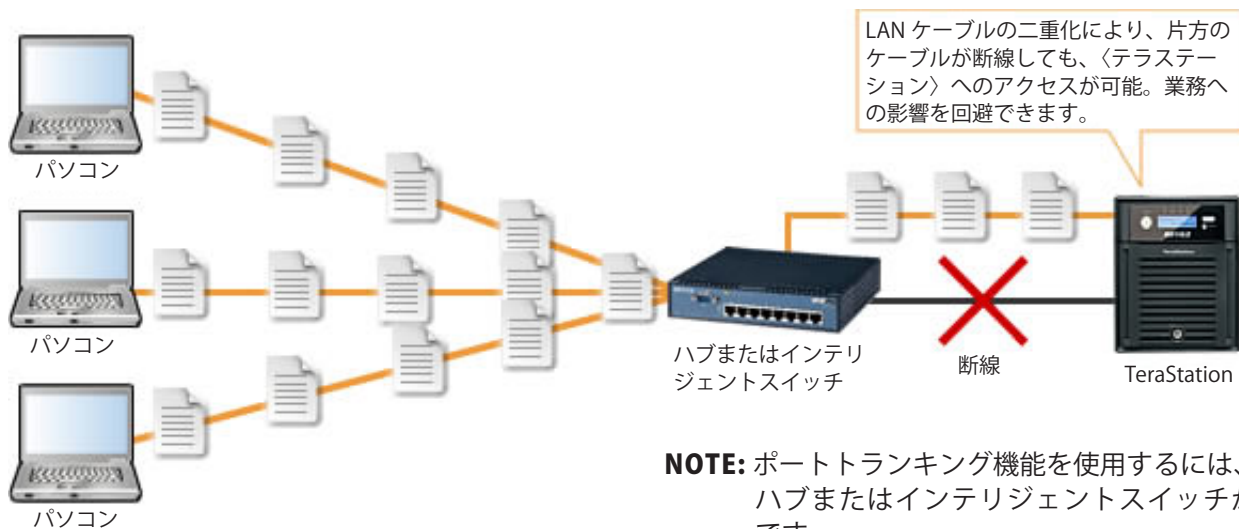 LAN ケーブルの二重化により、片方の
ケーブルが断線しても、〈テラステー
ション〉へのアクセスが可能。業務へ
の影響を回避できます。
パソコン
パソコン
パソコン
ハブまたはインテリ
ジェントスイッチ
断線
TeraStation
NOTE: ポートトランキング機能を使用するには、
ハブまたはインテリジェントスイッチが
です。